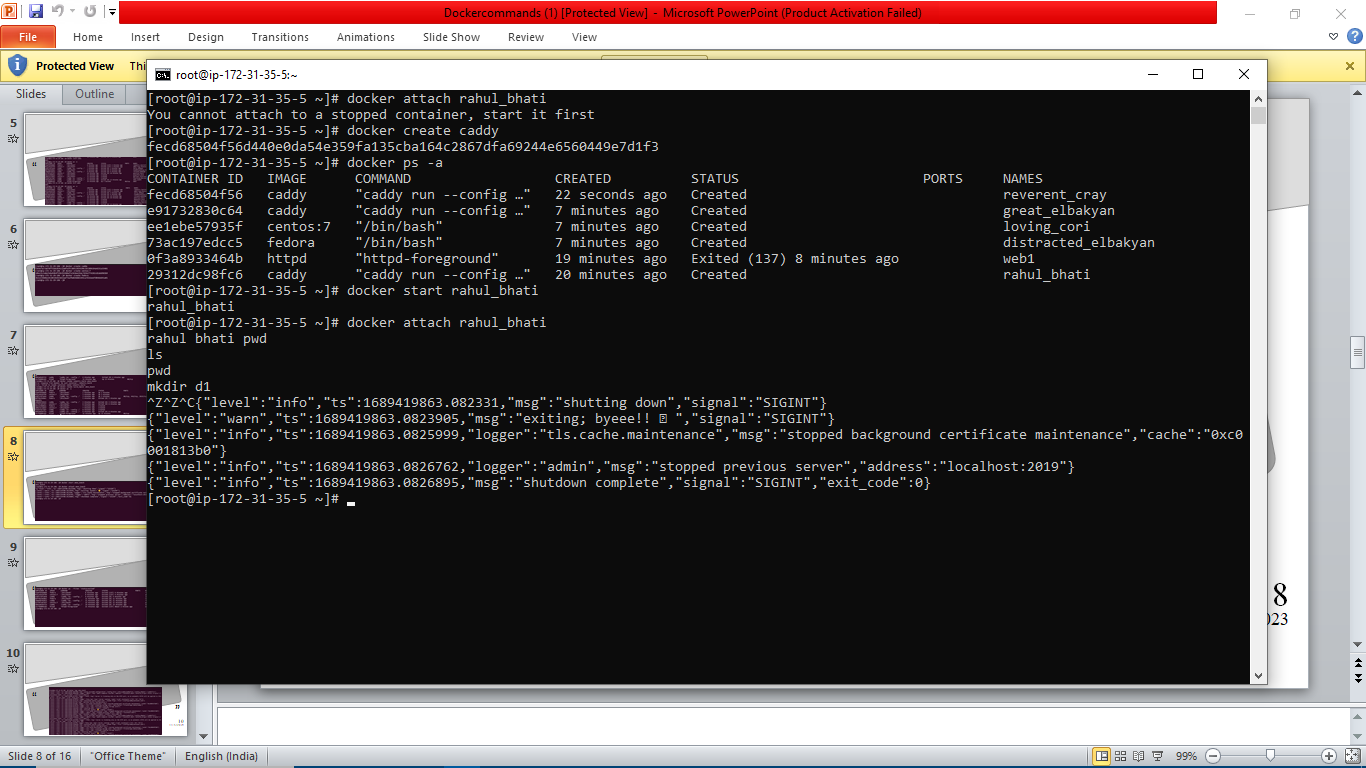 Dockercommands (1) [Protected View] - Microsoft PowerPoint (Product Activation Failed)
File Home Insert Design Transitions Animations Slide Show Review View
Protected View Thi
Slides Outline
root@ip-172-31-35-5:~
[root@ip-172-31-35-5 ~]# docker attach rahul_bhati
You cannot attach to a stopped container, start it first
[root@ip-172-31-35-5 ~]# docker create caddy
fecd68504f56d440e0da54e359fa135cba164c2867dfa69244e6560449e7d1f3
[root@ip-172-31-35-5 ~]# docker ps -a
CONTAINER ID IMAGE COMMAND CREATED STATUS PORTS NAMES
fecd68504f56 caddy "caddy run --config …" 22 seconds ago Created reverent_cray
e91732830c64 caddy "caddy run --config …" 7 minutes ago Created great_elbakyan
ee1ebe57935f centos:7 "/bin/bash" 7 minutes ago Created loving_cori
73ac197edcc5 fedora "/bin/bash" 7 minutes ago Created distracted_elbakyan
0f3a8933464b httpd "httpd-foreground" 19 minutes ago Exited (137) 8 minutes ago web1
29312dc98fc6 caddy "caddy run --config …" 20 minutes ago Created rahul_bhati
[root@ip-172-31-35-5 ~]# docker start rahul_bhati
rahul_bhati
[root@ip-172-31-35-5 ~]# docker attach rahul_bhati
rahul bhati pwd
ls
pwd
mkdir d1
^Z^Z^C{"level":"info","ts":1689419863.082331,"msg":"shutting down","signal":"SIGINT"}
{"level":"warn","ts":1689419863.0823905,"msg":"exiting; byeee!! ","signal":"SIGINT"}
{"level":"info","ts":1689419863.0825999,"logger":"tls.cache.maintenance","msg":"stopped background certificate maintenance","cache":"0xc0
001813b0"}
{"level":"info","ts":1689419863.0826762,"logger":"admin","msg":"stopped previous server","address":"localhost:2019"}
{"level":"info","ts":1689419863.0826895,"msg":"shutdown complete","signal":"SIGINT","exit_code":0}
[root@ip-172-31-35-5 ~]#
5
6
7
8
9
10
8
023
Slide 8 of 16 "Office Theme" English (India) 99%